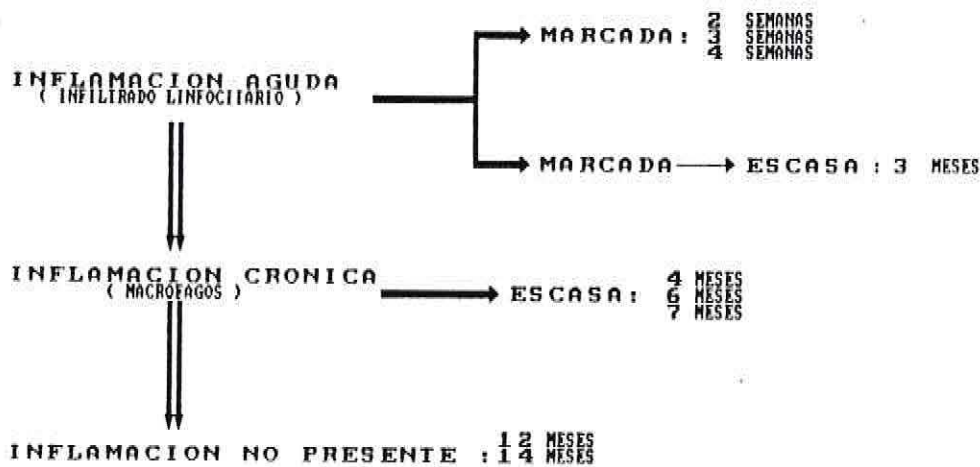 2 SEMANAS
MARCADA: 3 SEMANAS
4 SEMANAS
INFLAMACION AGUDA
( INFILTRADO LINFOCITARIO )
MARCADA → ESCASA : 3 MESES
INFLAMACION CRONICA
( MACROFAGOS )
4 MESES
ESCASA: 6 MESES
7 MESES
12 MESES
INFLAMACION NO PRESENTE : 14 MESES